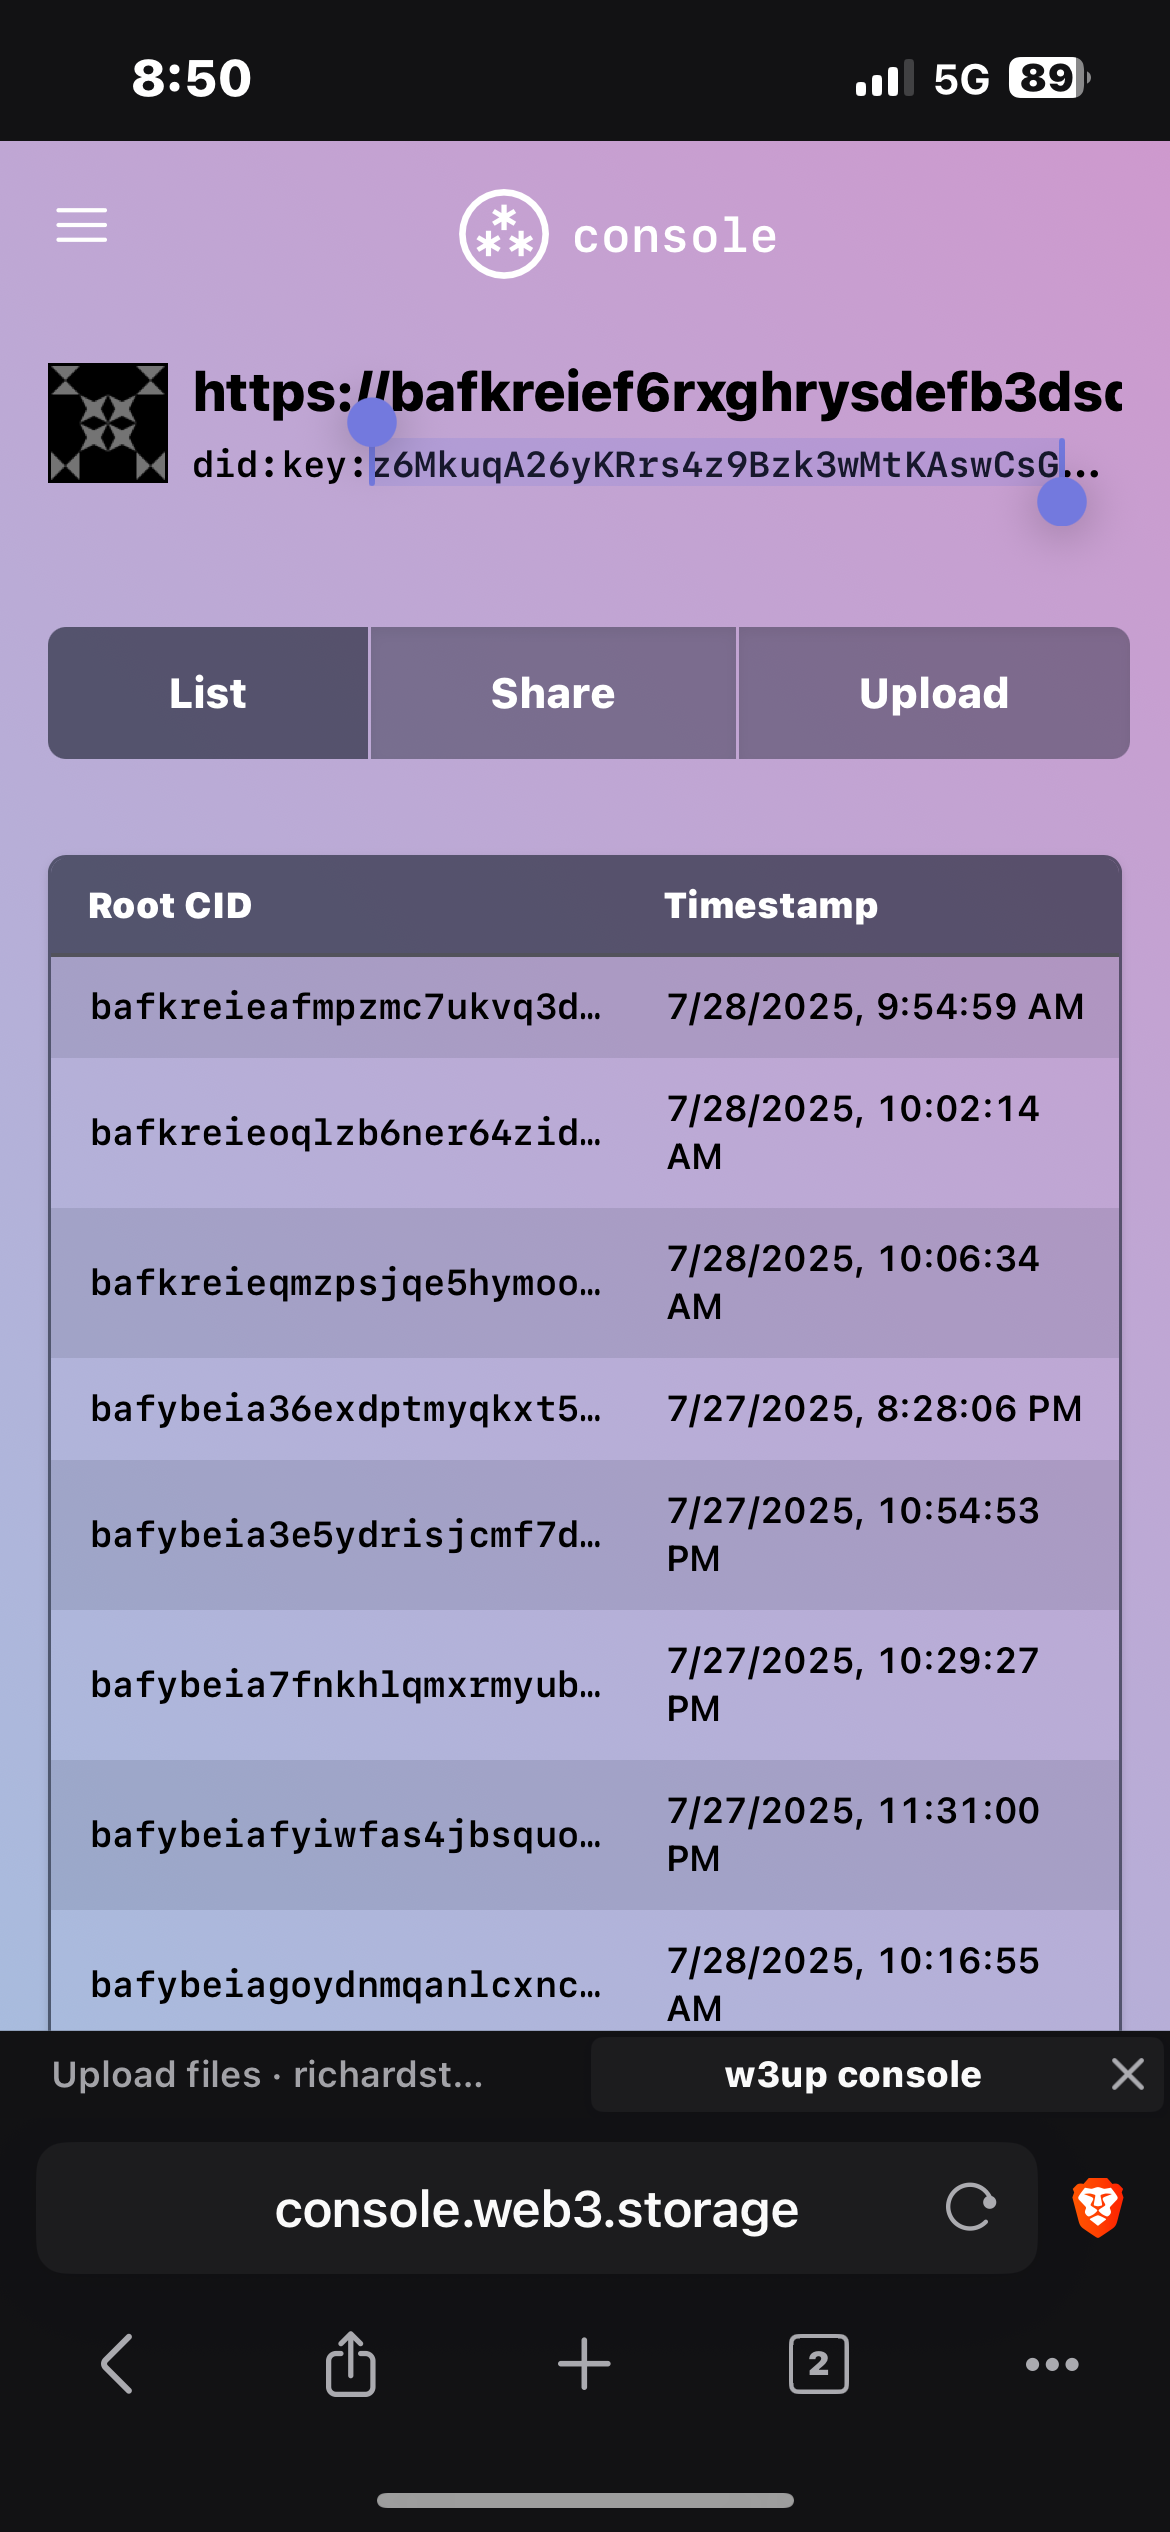 8:50
5G 89
console
https://bafkreief6rxghrysdefb3dsc
did:key:z6MkuqA26yKRrs4z9Bzk3wMtKAswCsG...
List Share Upload
Root CID Timestamp
bafkreieafmpzmc7ukvq3d… 7/28/2025, 9:54:59 AM
bafkreieoqlzb6ner64zid… 7/28/2025, 10:02:14
AM
bafkreieqmzpsjqe5hymoo… 7/28/2025, 10:06:34
AM
bafybeia36exdptmyqkxt5… 7/27/2025, 8:28:06 PM
bafybeia3e5ydrisjcmf7d… 7/27/2025, 10:54:53
PM
bafybeia7fnkhlqmxrmyub… 7/27/2025, 10:29:27
PM
bafybeiafyiwfas4jbsquo… 7/27/2025, 11:31:00
PM
bafybeiagoydnmqanlcxnc… 7/28/2025, 10:16:55
AM
Upload files · richardst... w3up console
console.web3.storage
2